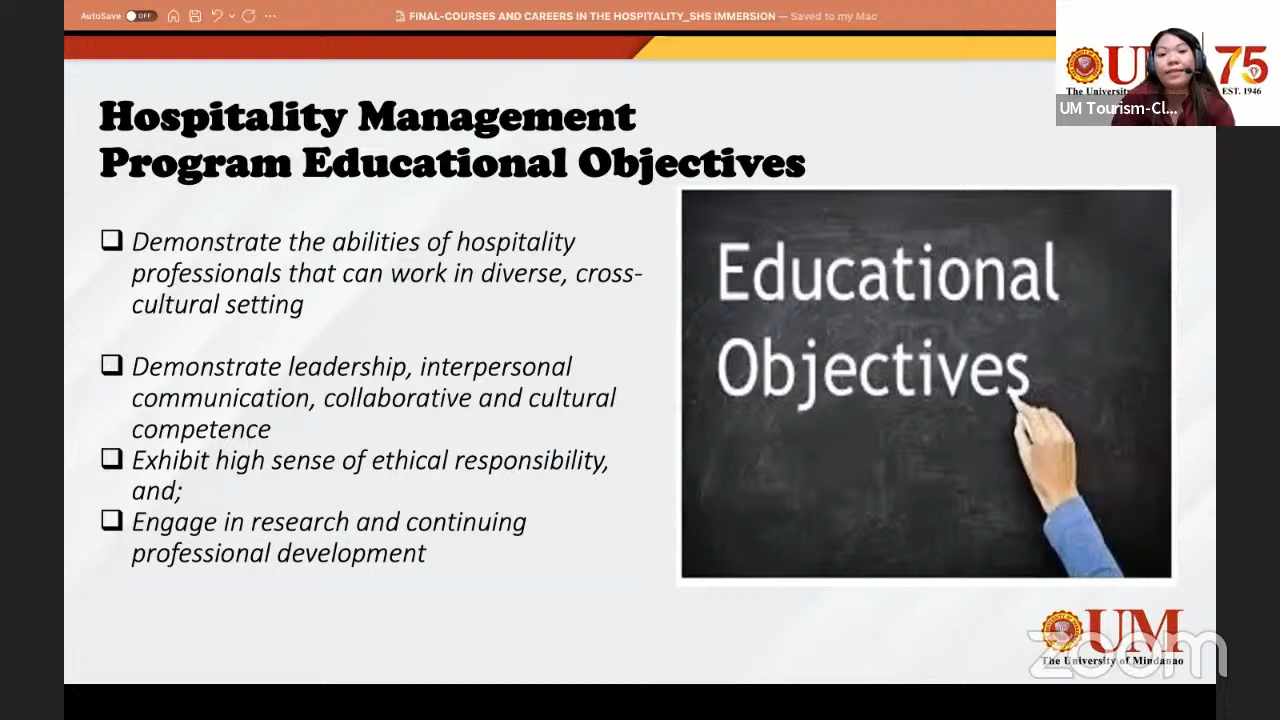 AutoSave OFF
FINAL-COURSES AND CAREERS IN THE HOSPITALITY_SHS IMMERSION — Saved to my Mac
UM 75
The University EST. 1946
UM Tourism-Cl...
Hospitality Management
Program Educational Objectives
Demonstrate the abilities of hospitality
professionals that can work in diverse, cross-
cultural setting
Demonstrate leadership, interpersonal
communication, collaborative and cultural
competence
Exhibit high sense of ethical responsibility,
and;
Engage in research and continuing
professional development
Educational
Objectives
UM
The University of Mindanao
zoom